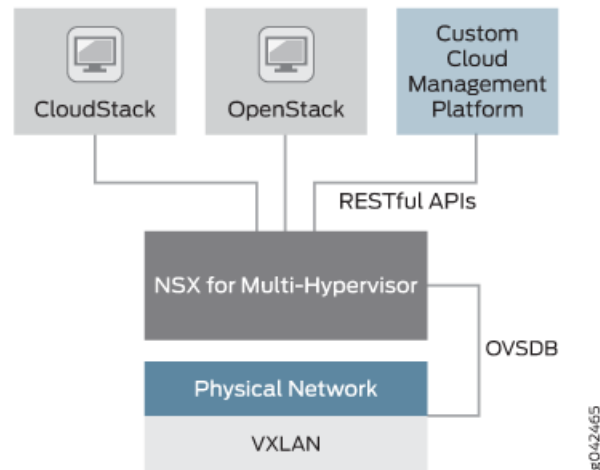 CloudStack
OpenStack
Custom
Cloud
Management
Platform
RESTful APIs
NSX for Multi-Hypervisor
OVSDB
Physical Network
VXLAN
g042465